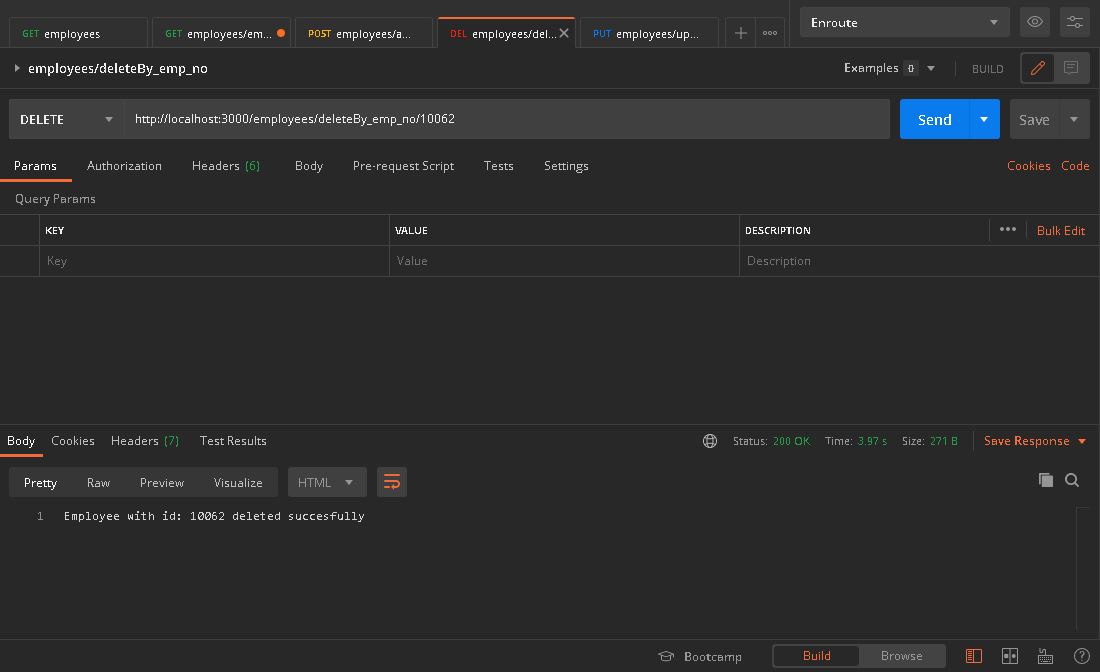 GET employees GET employees/em... POST employees/a... DEL employees/del... PUT employees/up... Enroute
employees/deleteBy_emp_no Examples 0 BUILD
DELETE http://localhost:3000/employees/deleteBy_emp_no/10062 Send Save
Params Authorization Headers (6) Body Pre-request Script Tests Settings Cookies Code
Query Params
KEY VALUE DESCRIPTION ••• Bulk Edit
Key Value Description
Body Cookies Headers (7) Test Results Status: 200 OK Time: 3.97 s Size: 271 B Save Response
Pretty Raw Preview Visualize HTML
1 Employee with id: 10062 deleted succesfully
Bootcamp Build Browse ?